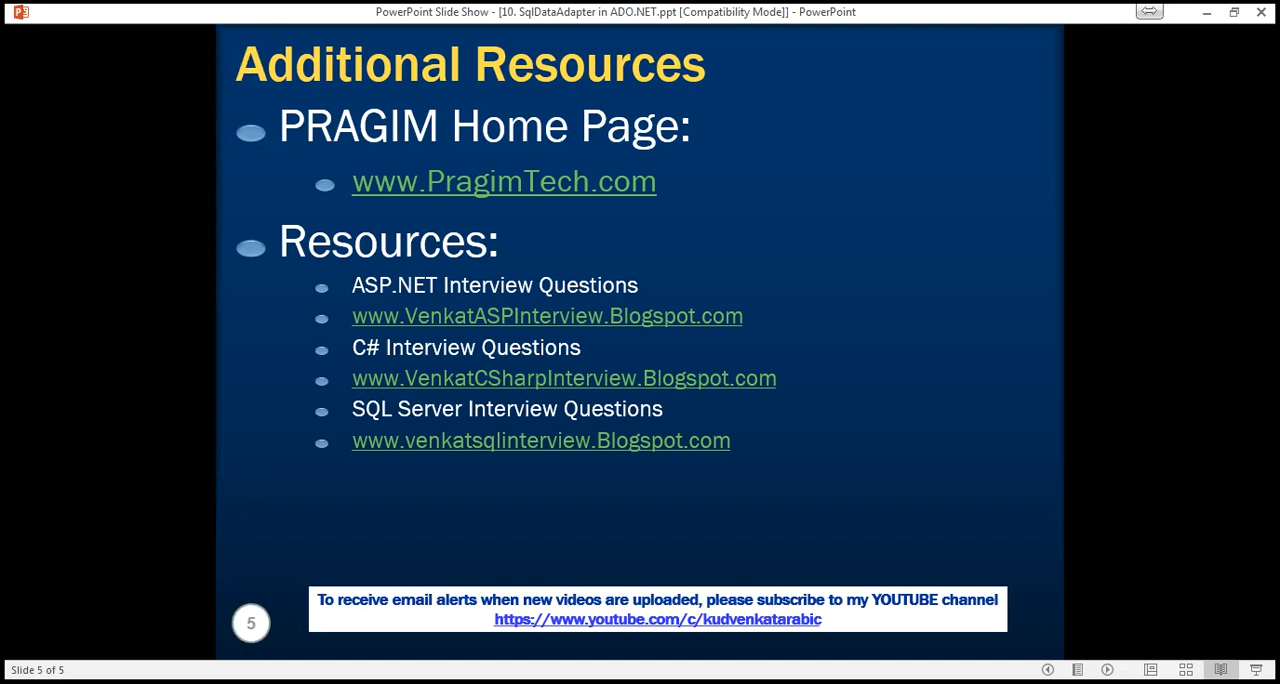 PowerPoint Slide Show - [10. SqlDataAdapter in ADO.NET.ppt [Compatibility Mode]] - PowerPoint
Additional Resources
PRAGIM Home Page:
www.PragimTech.com
Resources:
ASP.NET Interview Questions
www.VenkatASPInterview.Blogspot.com
C# Interview Questions
www.VenkatCSharpInterview.Blogspot.com
SQL Server Interview Questions
www.venkatsqlinterview.Blogspot.com
To receive email alerts when new videos are uploaded, please subscribe to my YOUTUBE channel
https://www.youtube.com/c/kudvenkatarabic
5
Slide 5 of 5